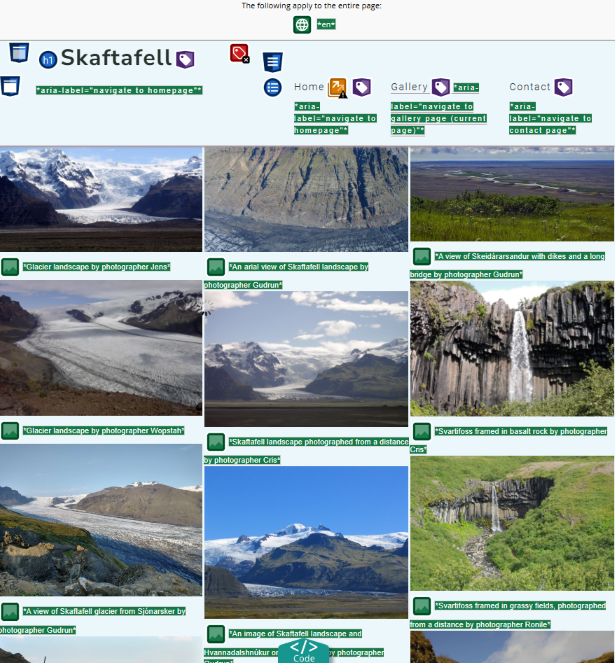 The following apply to the entire page:
*en*
h1 Skaftafell
*aria-label="navigate to homepage"*
Home Gallery *aria- Contact
*aria-
label="navigate to
homepage"*
label="navigate to
gallery page (current
page)"*
*aria-
label="navigate to
contact page"*
*Glacier landscape by photographer Jens*
*An arial view of Skaftafell landscape by
photographer Gudrun*
*A view of Skeidárarsandur with dikes and a long
bridge by photographer Gudrun*
*Glacier landscape by photographer Wopstah*
*Skaftafell landscape photographed from a distance
by photographer Cris*
*Svartifoss framed in basalt rock by photographer
Cris*
*A view of Skaftafell glacier from Sjónarsker by
photographer Gudrun*
*An image of Skaftafell landscape and
Hvannadalshnúkur by photographer
Gudrun*
*Svartifoss framed in grassy fields, photographed
from a distance by photographer Ronile*
</> Code